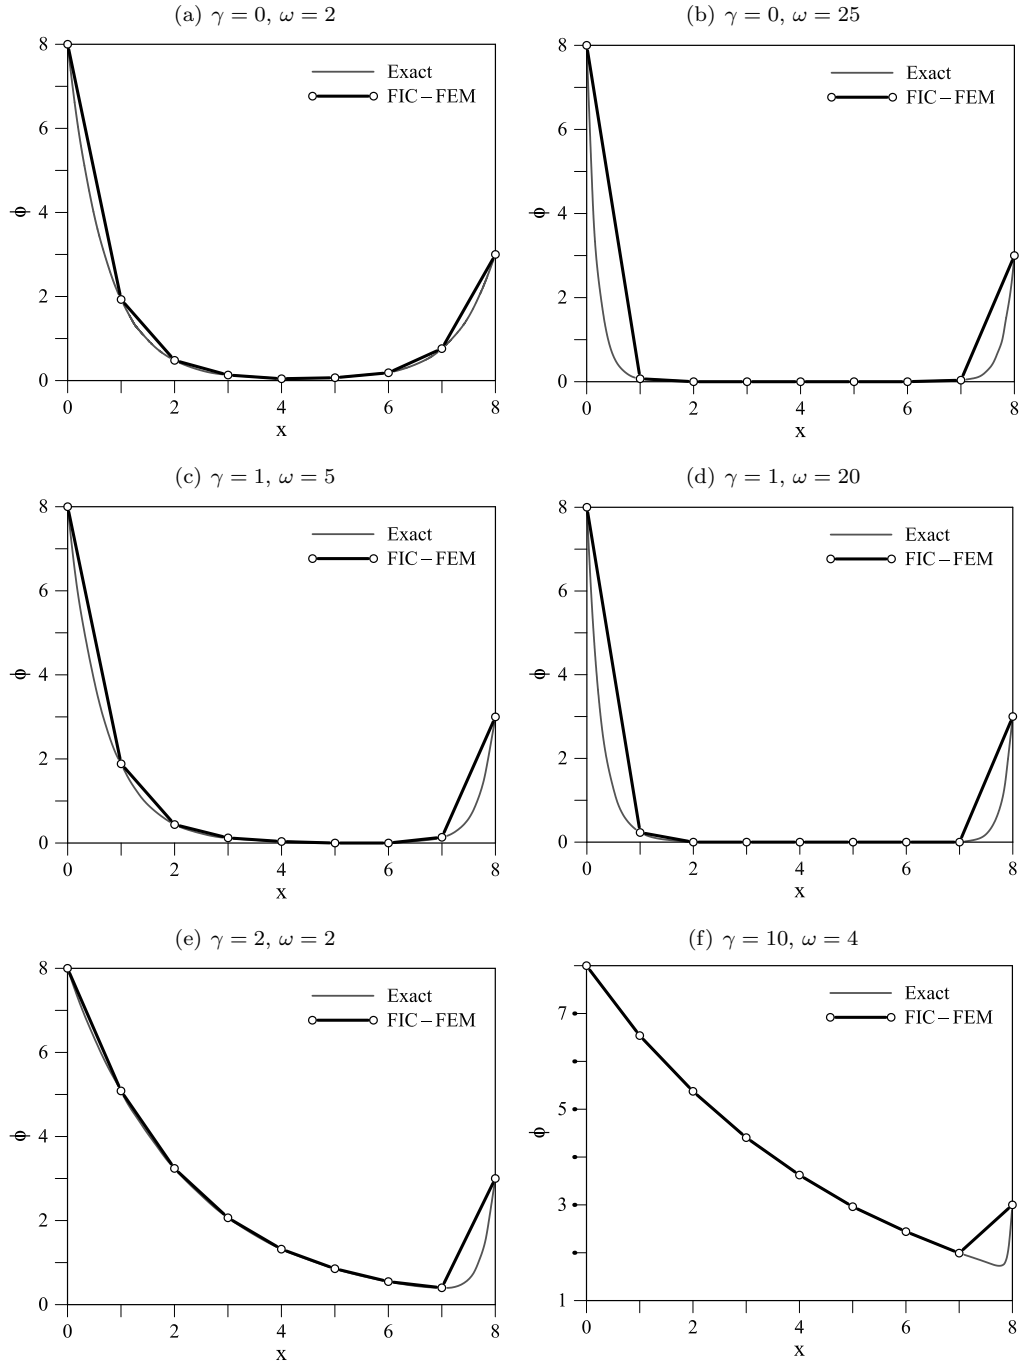 (a) γ = 0, ω = 2
8
6
4
2
0
ϕ
Exact
FIC−FEM
0 2 4 6 8
x
(b) γ = 0, ω = 25
8
6
4
2
0
ϕ
Exact
FIC−FEM
0 2 4 6 8
x
(c) γ = 1, ω = 5
8
6
4
2
0
ϕ
Exact
FIC−FEM
0 2 4 6 8
x
(d) γ = 1, ω = 20
8
6
4
2
0
ϕ
Exact
FIC−FEM
0 2 4 6 8
x
(e) γ = 2, ω = 2
8
6
4
2
0
ϕ
Exact
FIC−FEM
0 2 4 6 8
x
(f) γ = 10, ω = 4
7
5
3
1
ϕ
Exact
FIC−FEM
0 2 4 6 8
x